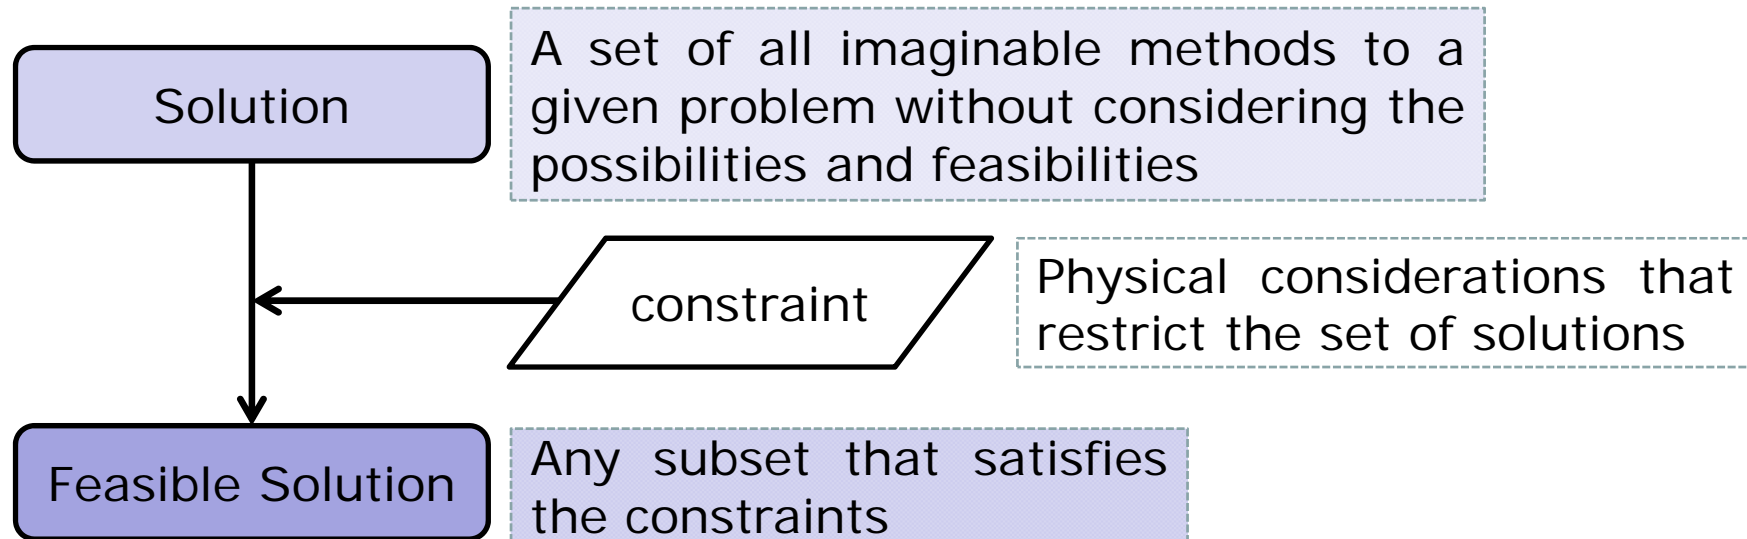 Solution
A set of all imaginable methods to a
given problem without considering the
possibilities and feasibilities
constraint
Physical considerations that
restrict the set of solutions
Feasible Solution
Any subset that satisfies
the constraints